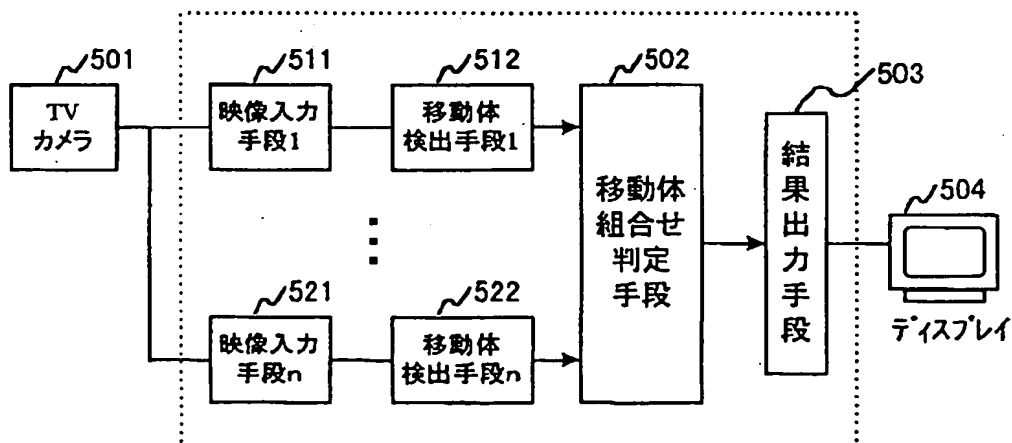 501
TV
カメラ
511
映像入力
手段1
512
移動体
検出手段1
502
移動体
組合せ
判定
手段
503
結果出力手段
504
ディスプレイ
521
映像入力
手段n
522
移動体
検出手段n